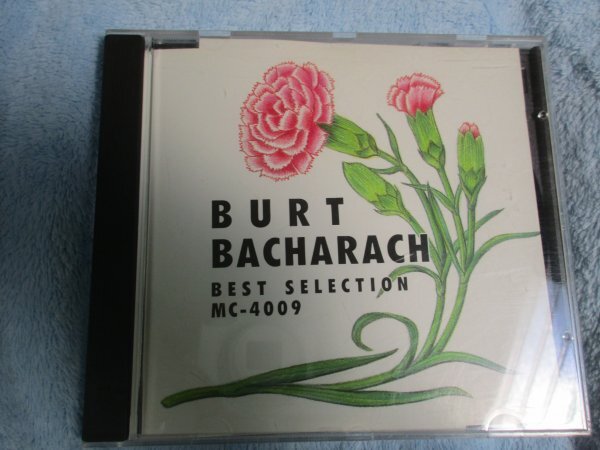 BURT
BACHARACH
BEST SELECTION
MC-4009